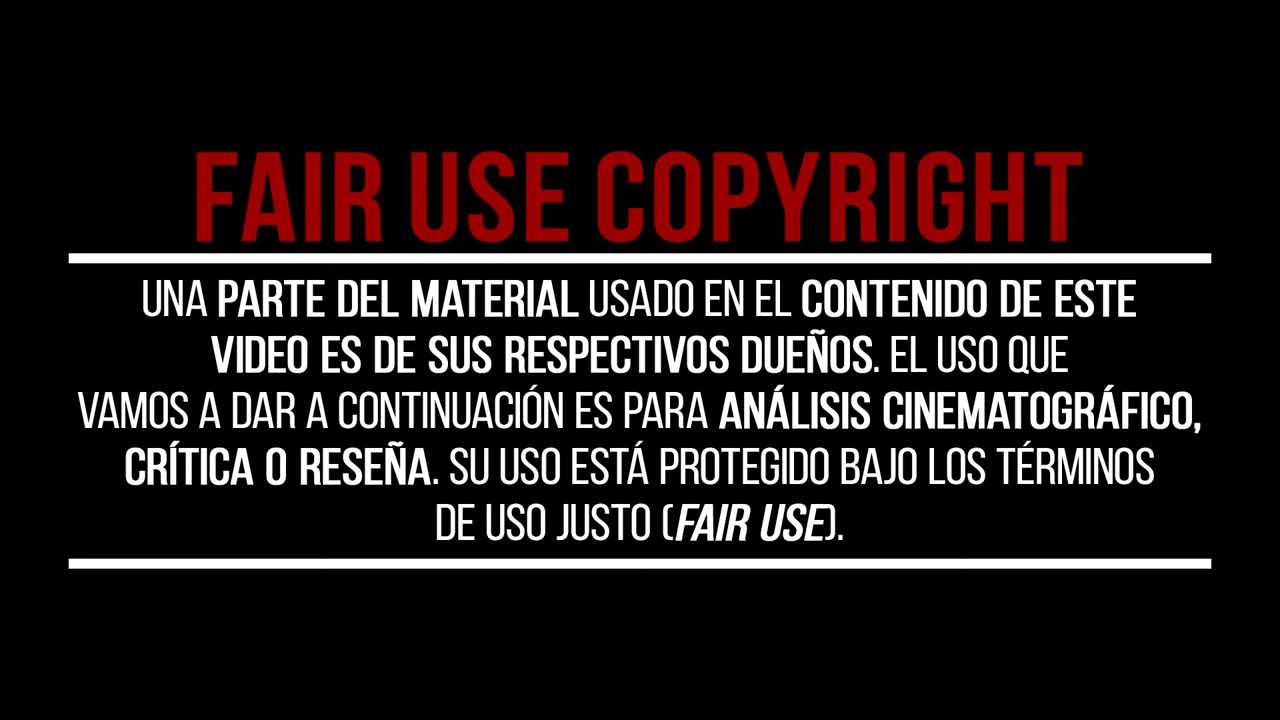 FAIR USE COPYRIGHT
UNA PARTE DEL MATERIAL USADO EN EL CONTENIDO DE ESTE
VIDEO ES DE SUS RESPECTIVOS DUEÑOS. EL USO QUE
VAMOS A DAR A CONTINUACIÓN ES PARA ANÁLISIS CINEMATOGRÁFICO,
CRÍTICA O RESEÑA. SU USO ESTÁ PROTEGIDO BAJO LOS TÉRMINOS
DE USO JUSTO (FAIR USE).